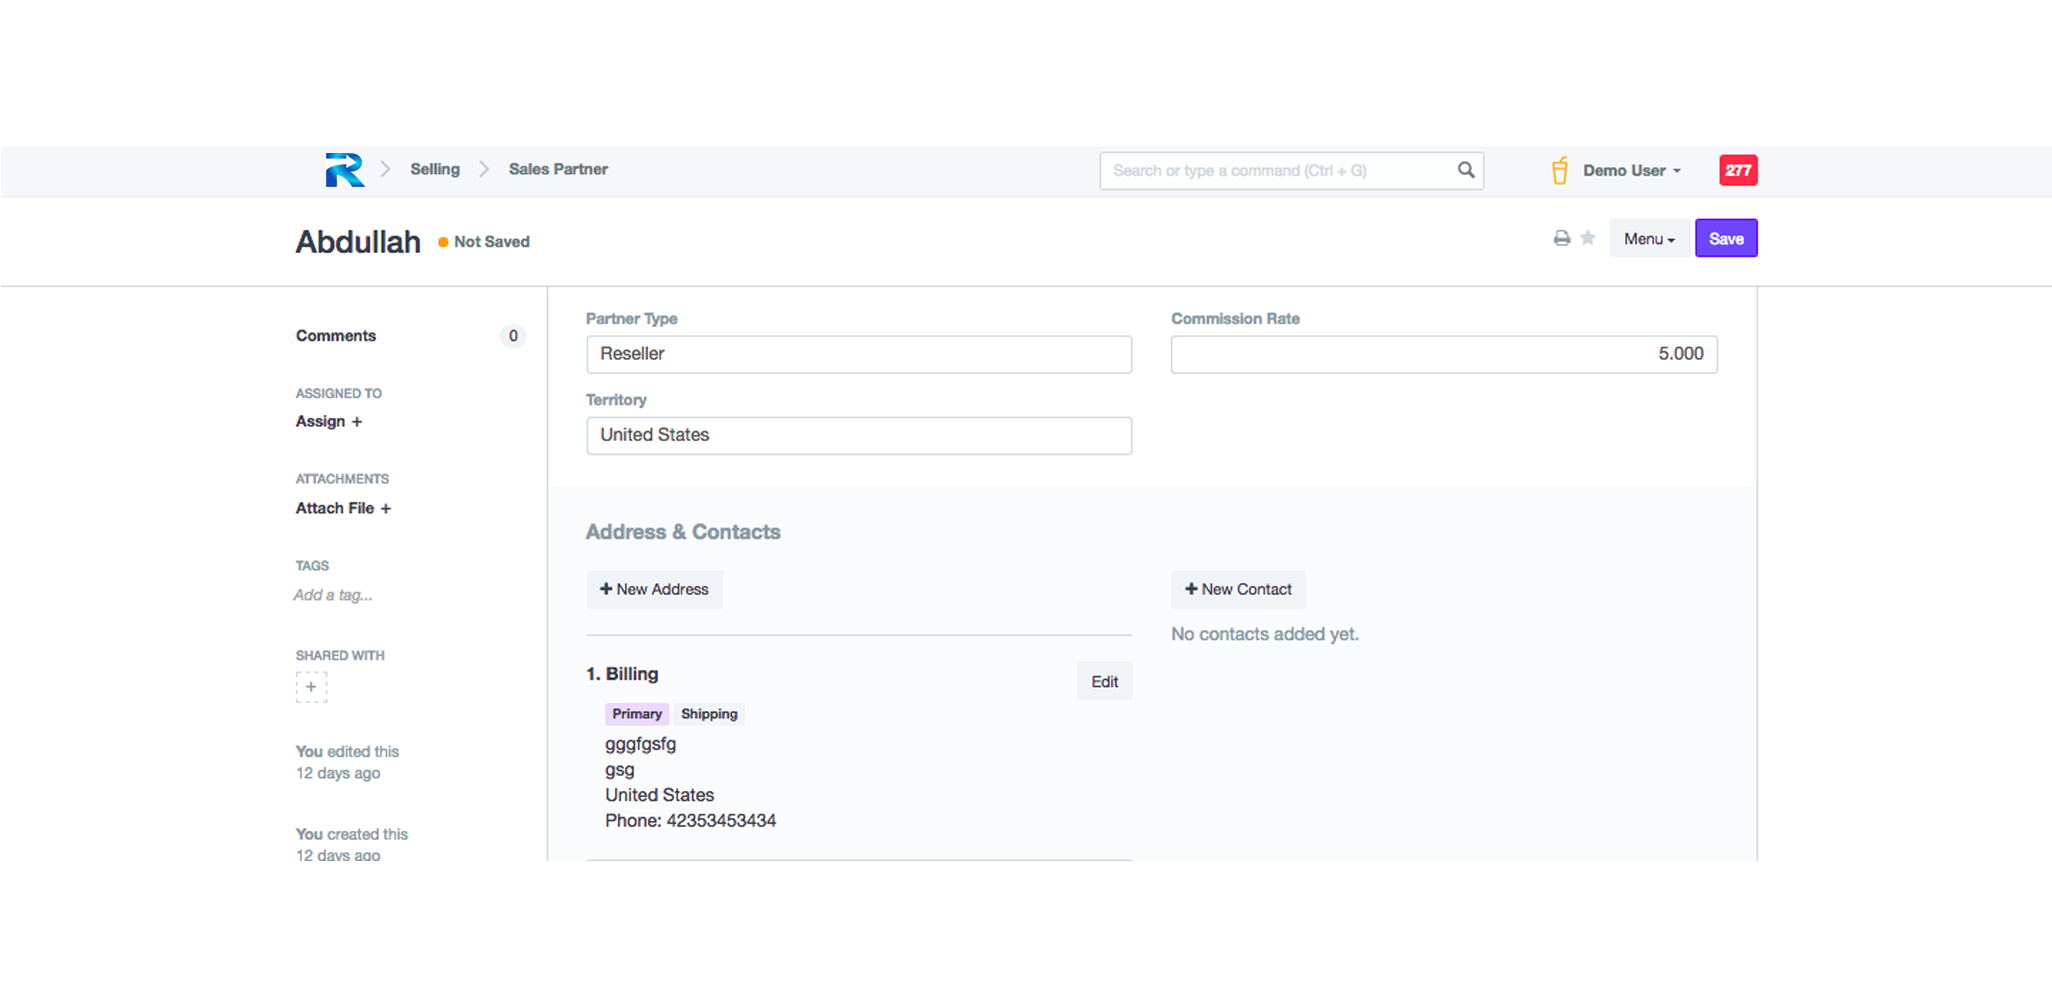 Selling
Sales Partner
Search or type a command (Ctrl + G)
Demo User
277
Abdullah
Not Saved
Menu
Save
Comments
0
ASSIGNED TO
Assign +
ATTACHMENTS
Attach File +
TAGS
Add a tag...
SHARED WITH
+
You edited this
12 days ago
You created this
12 days ago
Partner Type
Reseller
Commission Rate
5.000
Territory
United States
Address & Contacts
+ New Address
+ New Contact
No contacts added yet.
1. Billing
Edit
Primary Shipping
gggfgsfg
gsg
United States
Phone: 42353453434